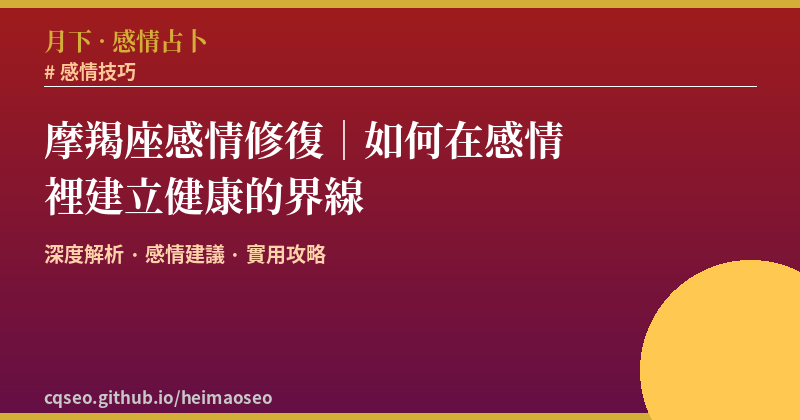 月下 · 感情占卜
# 感情技巧
摩羯座感情修復｜如何在感情
裡建立健康的界線
深度解析 · 感情建議 · 實用攻略
cqseo.github.io/heimaoseo